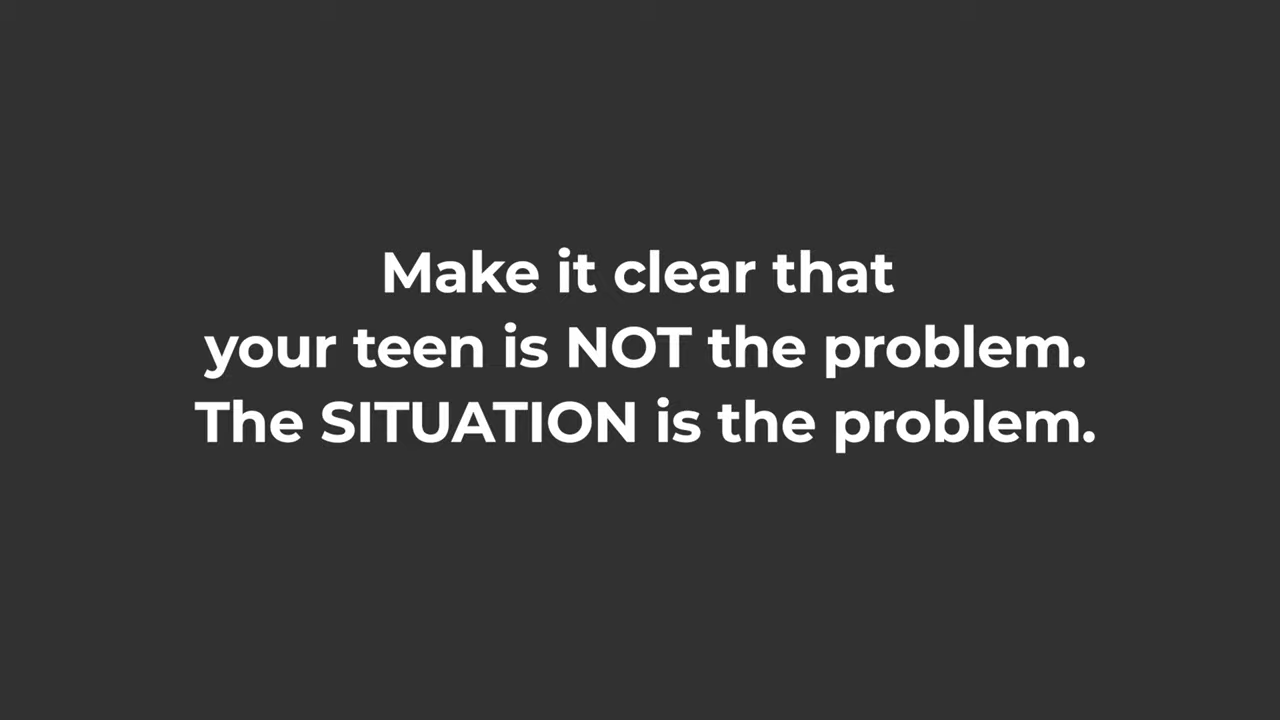 Make it clear that
your teen is NOT the problem.
The SITUATION is the problem.